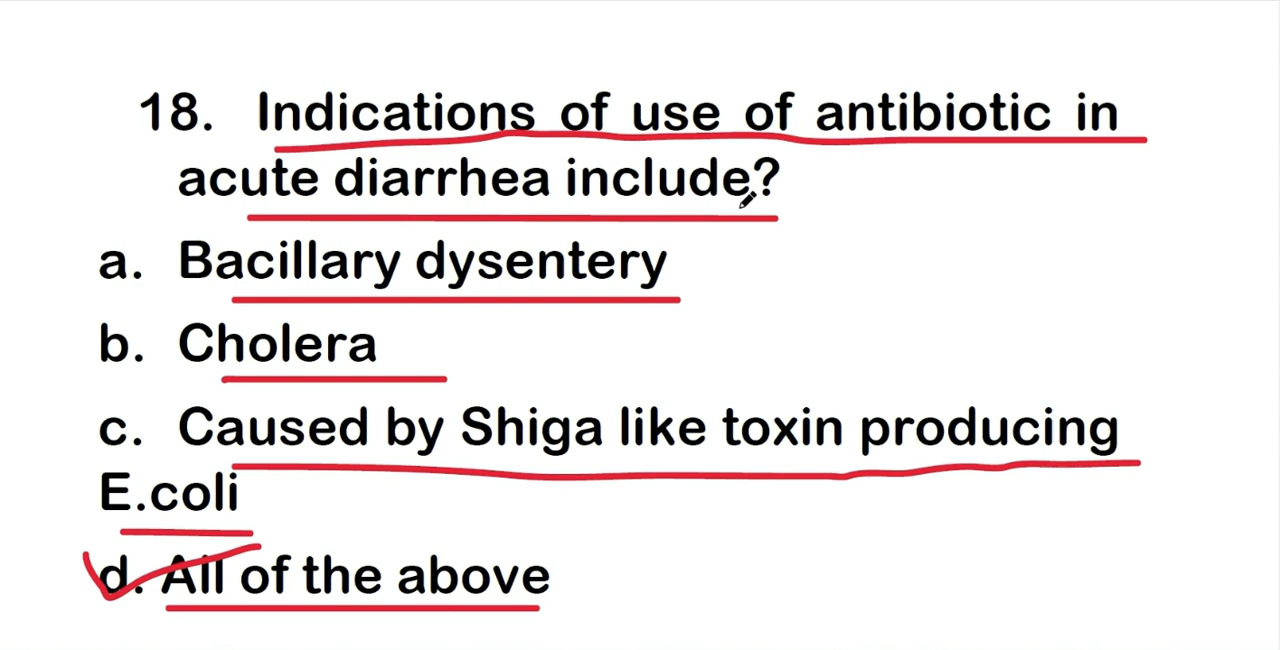 18. Indications of use of antibiotic in
acute diarrhea include?
a. Bacillary dysentery
b. Cholera
c. Caused by Shiga like toxin producing
E.coli
d. All of the above